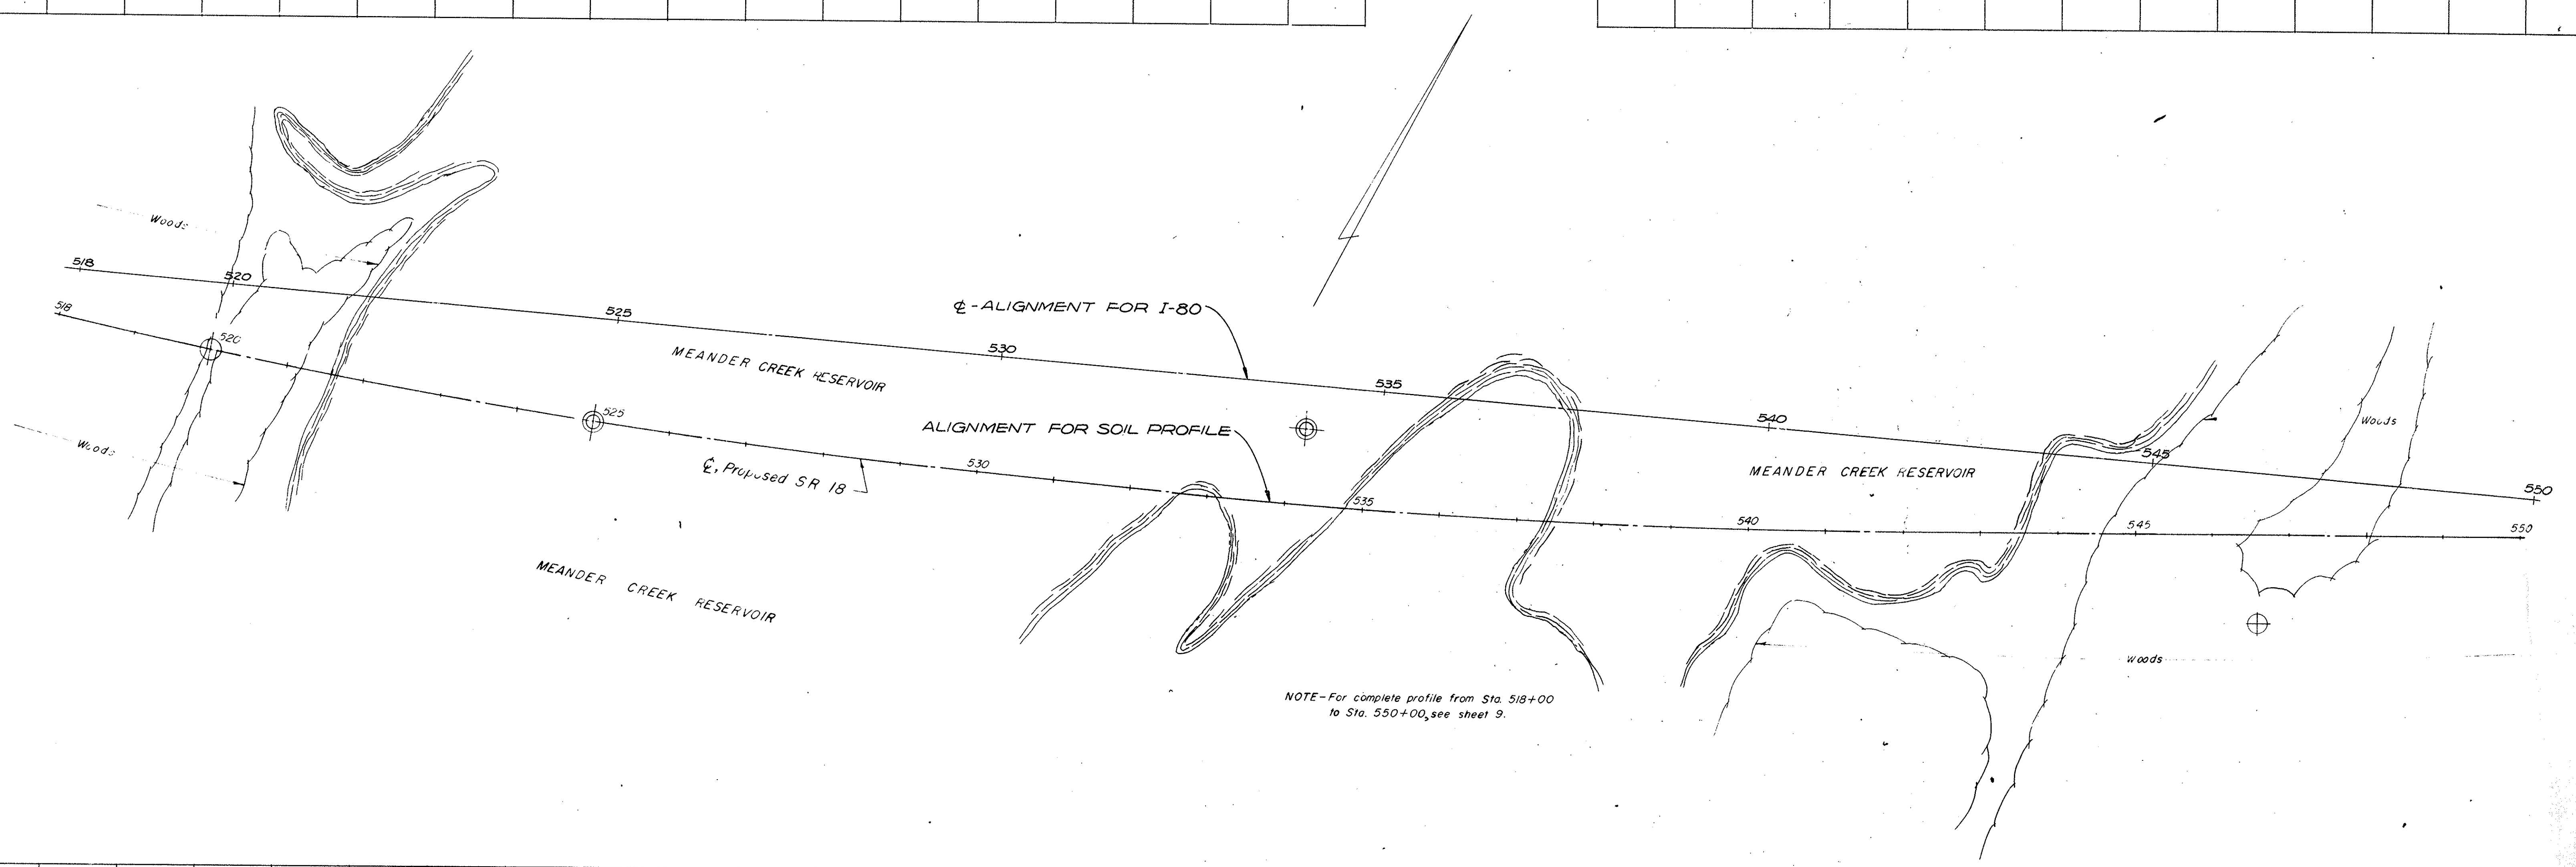 Woods
518
520
518
520
525
℄-ALIGNMENT FOR I-80
530
MEANDER CREEK RESERVOIR
535
525
ALIGNMENT FOR SOIL PROFILE
540
Woods
Woods
℄, Proposed SR 18
530
MEANDER CREEK RESERVOIR
545
550
535
540
545
550
MEANDER CREEK RESERVOIR
Woods
NOTE-For complete profile from Sta. 518+00
to Sta. 550+00, see sheet 9.